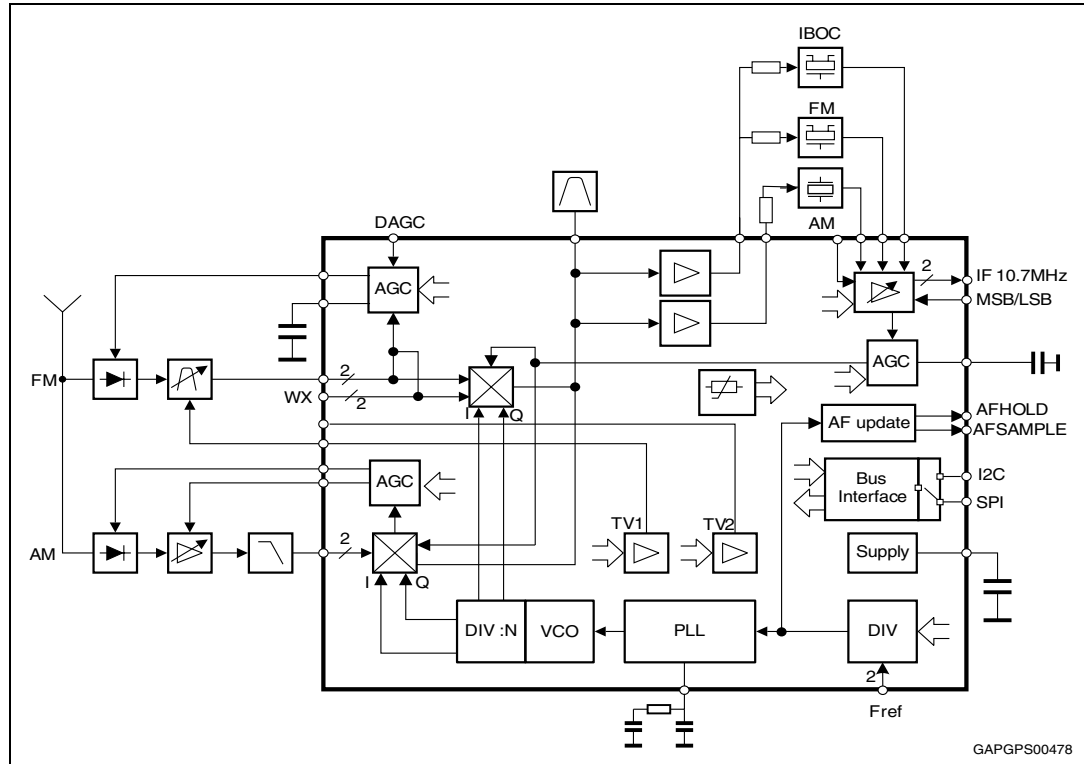 IBOC
FM
AM
DAGC
AGC
2
IF 10.7MHz
MSB/LSB
AGC
FM
2
WX
2
I
Q
AF update
AFHOLD
AFSAMPLE
AGC
Bus
Interface
I2C
SPI
TV1
TV2
AM
2
I
Q
Supply
DIV :N
VCO
PLL
DIV
2
Fref
GAPGPS00478